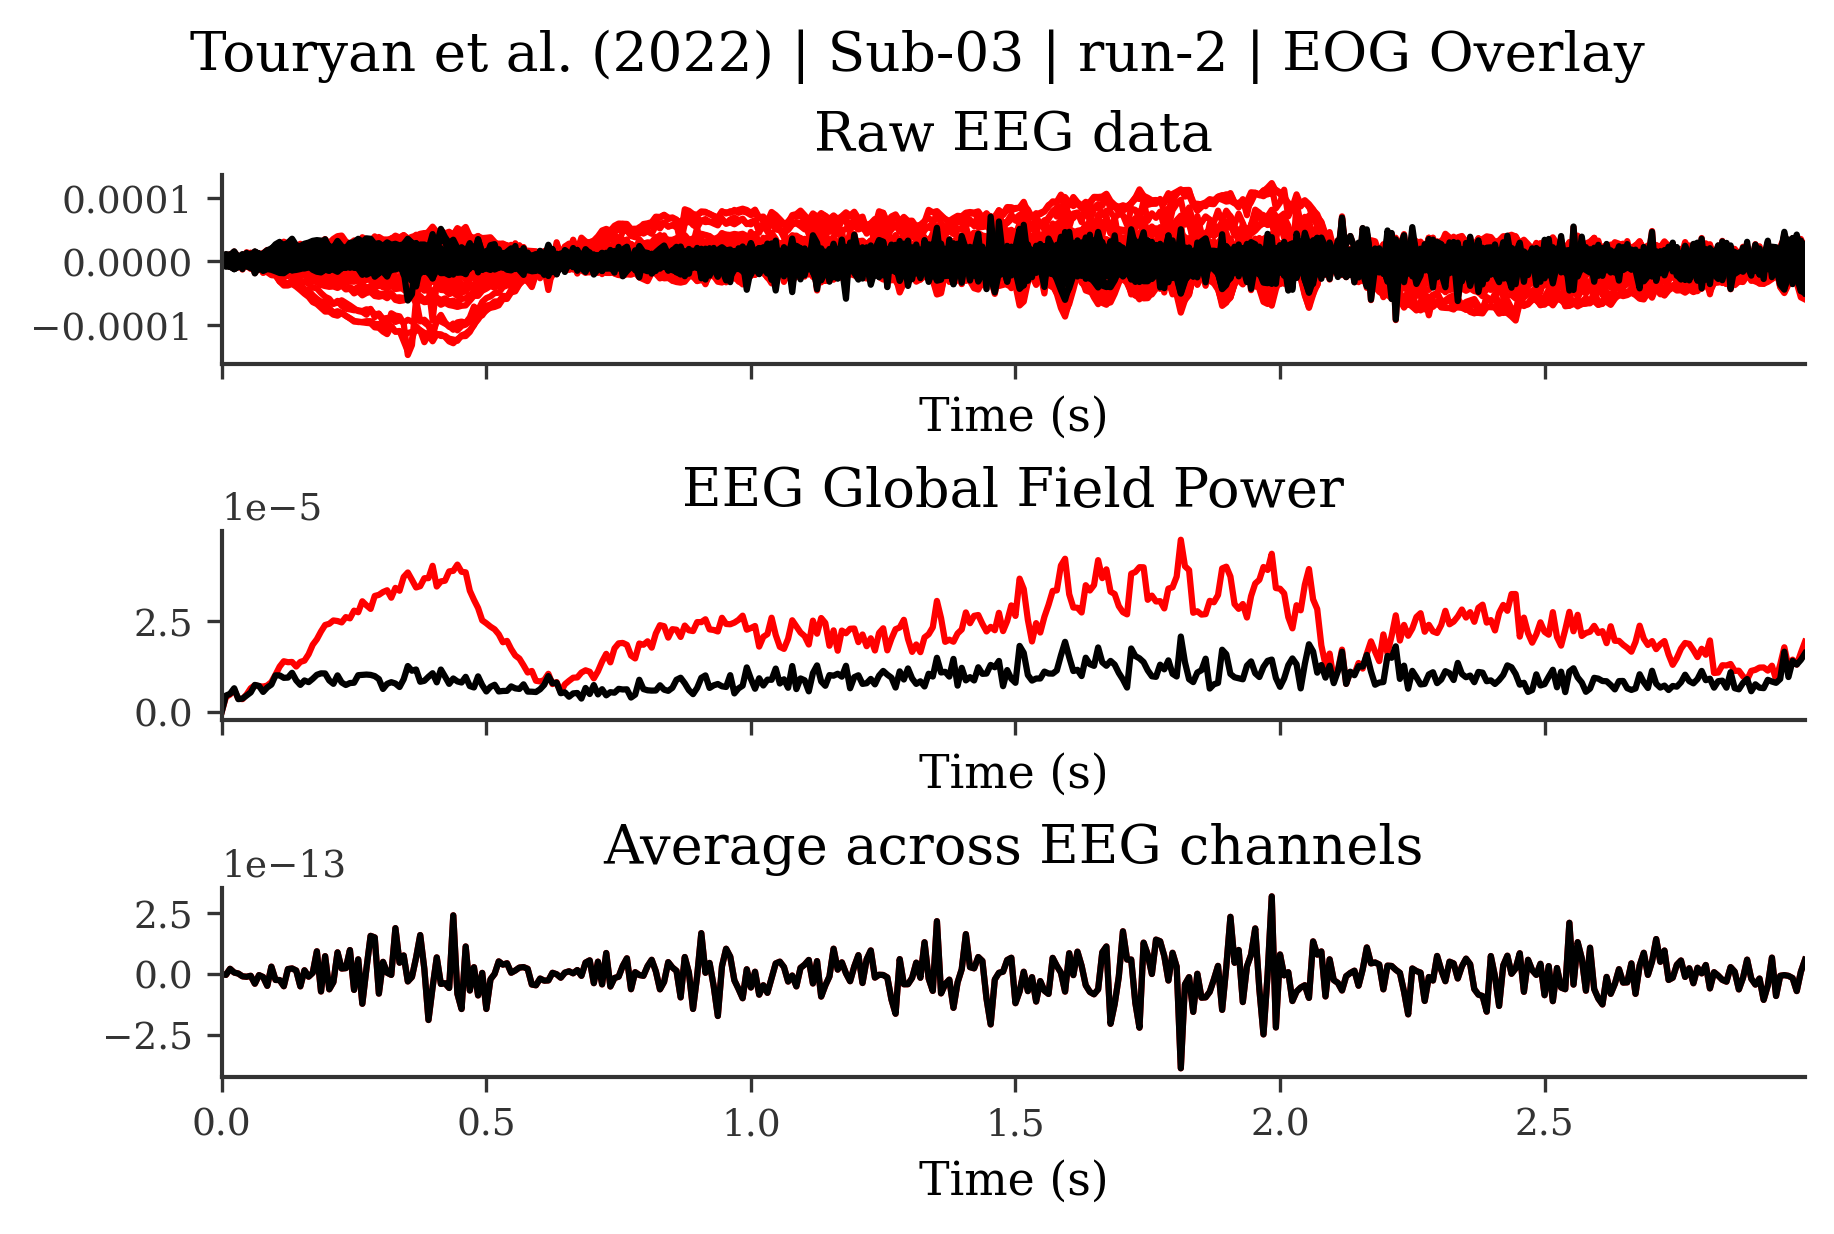 Touryan et al. (2022) | Sub-03 | run-2 | EOG Overlay
Raw EEG data
0.0001
0.0000
−0.0001
Time (s)
EEG Global Field Power
1e−5
2.5
0.0
Time (s)
Average across EEG channels
1e−13
2.5
0.0
−2.5
0.0 0.5 1.0 1.5 2.0 2.5
Time (s)